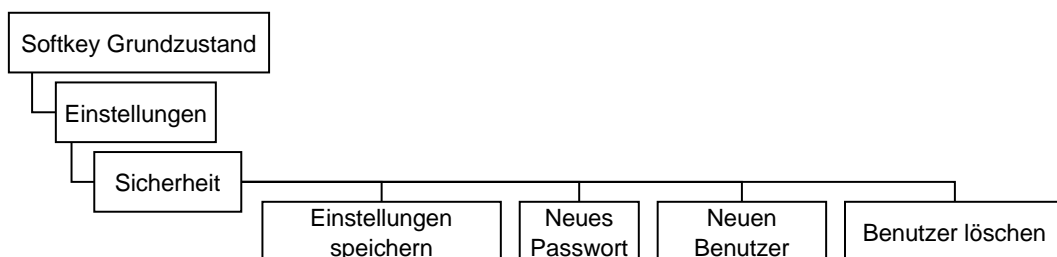 Softkey Grundzustand
Einstellungen
Sicherheit
Einstellungen
speichern
Neues
Passwort
Neuen
Benutzer
Benutzer löschen